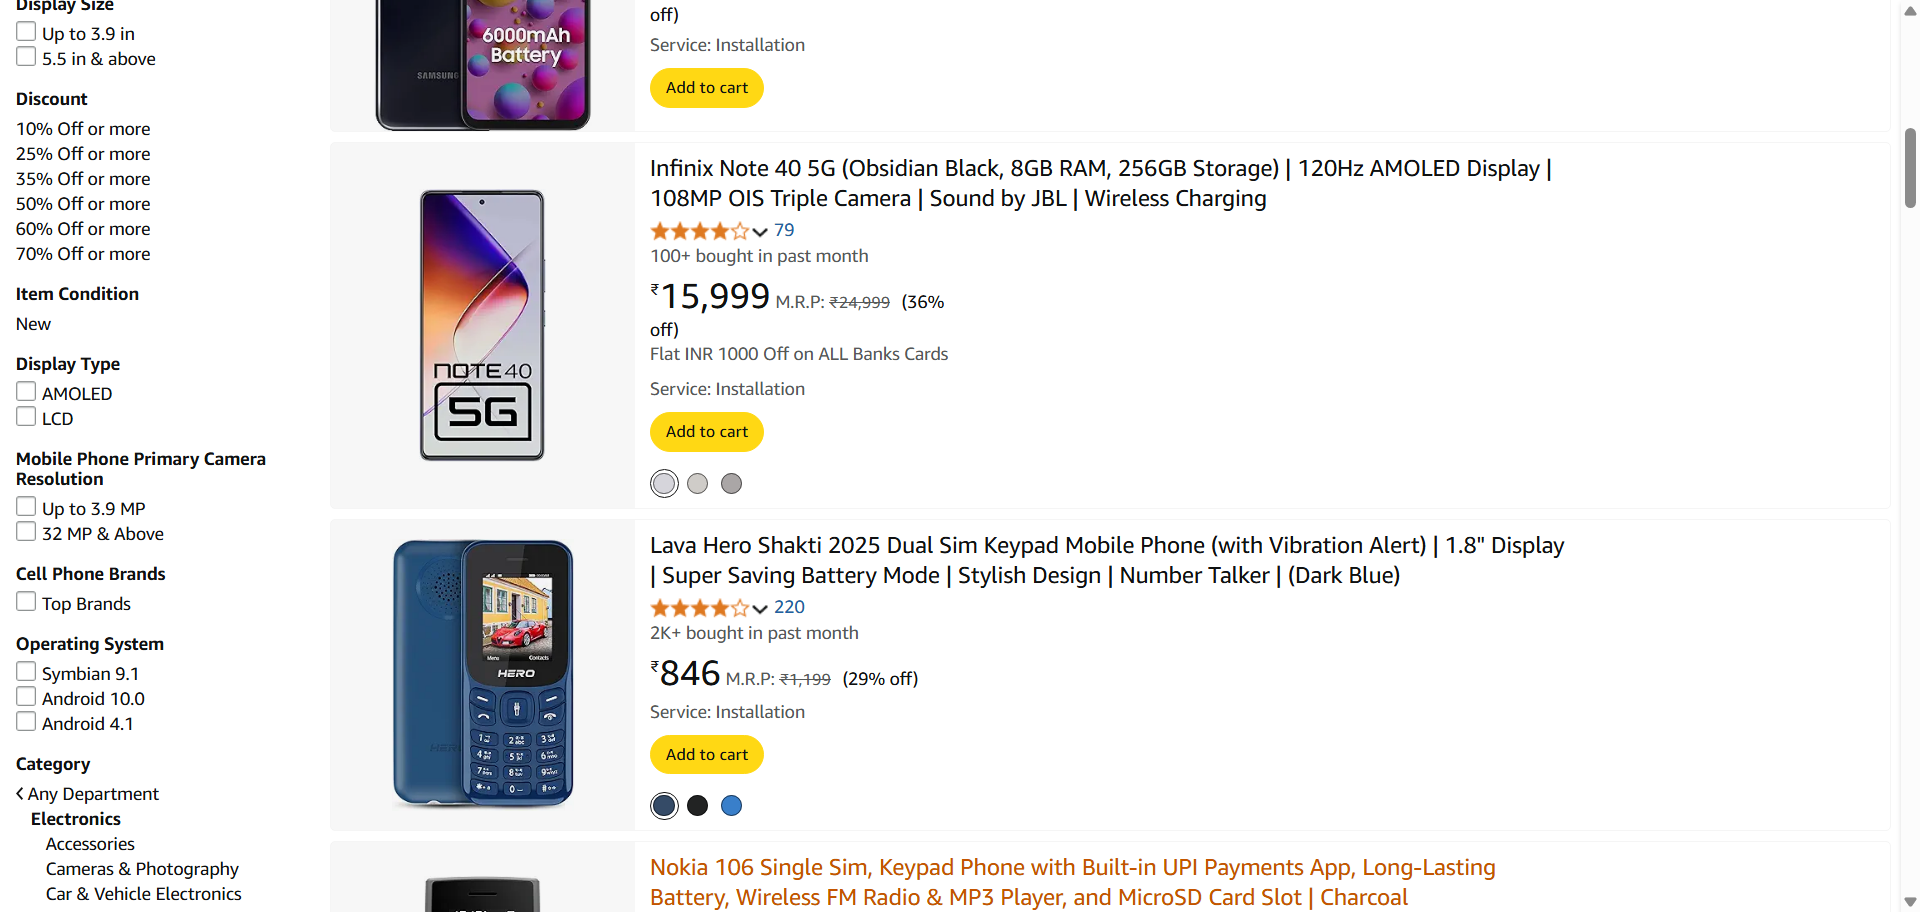 Display Size
Up to 3.9 in
5.5 in & above
Discount
10% Off or more
25% Off or more
35% Off or more
50% Off or more
60% Off or more
70% Off or more
Item Condition
New
Display Type
AMOLED
LCD
Mobile Phone Primary Camera
Resolution
Up to 3.9 MP
32 MP & Above
Cell Phone Brands
Top Brands
Operating System
Symbian 9.1
Android 10.0
Android 4.1
Category
Any Department
Electronics
Accessories
Cameras & Photography
Car & Vehicle Electronics
SAMSUNG
6000mAh
Battery
off)
Service: Installation
Add to cart
NOTE 40
5G
Infinix Note 40 5G (Obsidian Black, 8GB RAM, 256GB Storage) | 120Hz AMOLED Display |
108MP OIS Triple Camera | Sound by JBL | Wireless Charging
79
100+ bought in past month
₹15,999 M.R.P: ₹24,999 (36%
off)
Flat INR 1000 Off on ALL Banks Cards
Service: Installation
Add to cart
Menu Contacts
HERO
Lava Hero Shakti 2025 Dual Sim Keypad Mobile Phone (with Vibration Alert) | 1.8" Display
| Super Saving Battery Mode | Stylish Design | Number Talker | (Dark Blue)
220
2K+ bought in past month
₹846 M.R.P: ₹1,199 (29% off)
Service: Installation
Add to cart
Nokia 106 Single Sim, Keypad Phone with Built-in UPI Payments App, Long-Lasting
Battery, Wireless FM Radio & MP3 Player, and MicroSD Card Slot | Charcoal